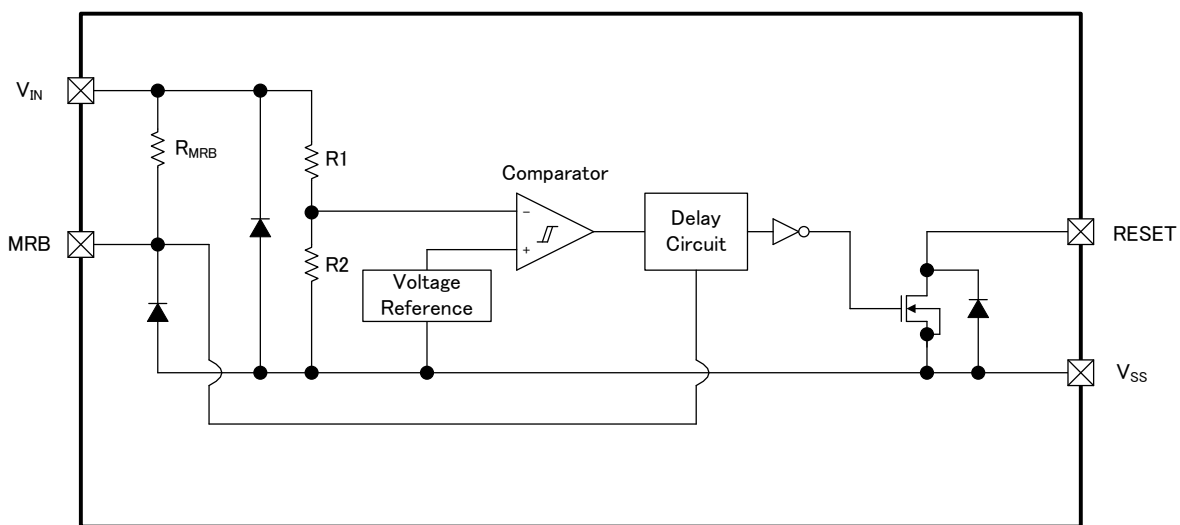 VIN
RMRB
R1
Comparator
−
+
Delay
Circuit
MRB
R2
Voltage
Reference
RESET
VSS